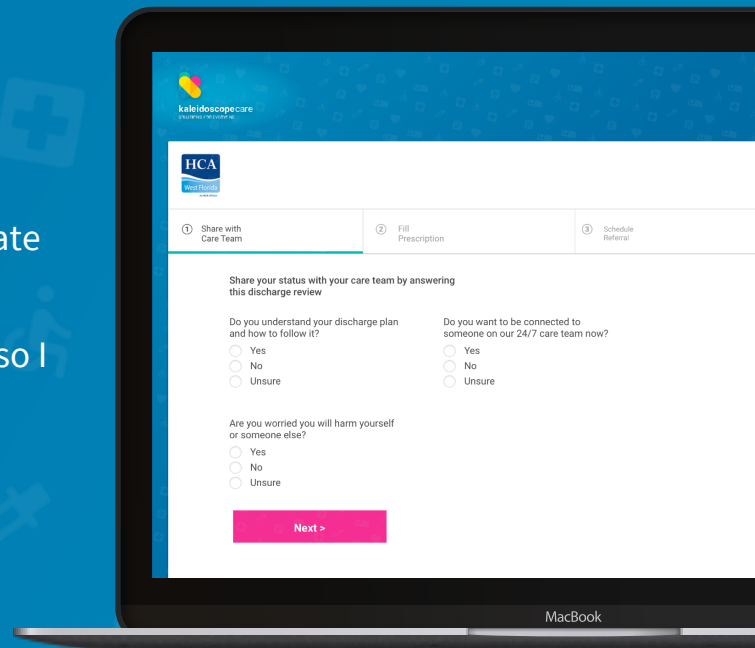 ate
so I
kaleidoscopecare
HCA
West Florida
1 Share with
Care Team
2 Fill
Prescription
3 Schedule
Referral
Share your status with your care team by answering
this discharge review
Do you understand your discharge plan
and how to follow it?
Yes
No
Unsure
Do you want to be connected to
someone on our 24/7 care team now?
Yes
No
Unsure
Are you worried you will harm yourself
or someone else?
Yes
No
Unsure
Next >
MacBook